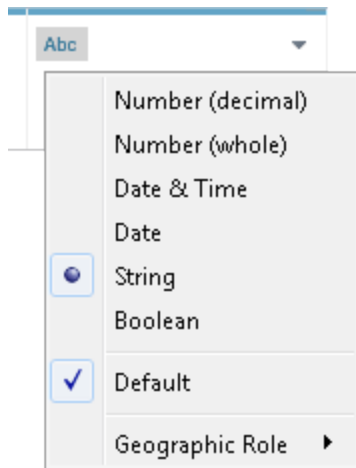 Abc
Number (decimal)
Number (whole)
Date & Time
Date
String
Boolean
Default
Geographic Role